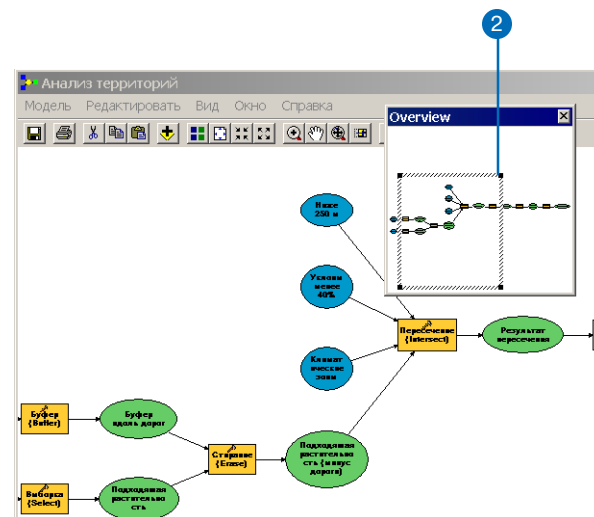 2
Анализ территорий
Модель Редактировать Вид Окно Справка
Overview
Ниже
250 м
Уклоны
менее
40%
Пересечение
(Intersect)
Результат
пересечения
Климат
ические
зоны
Буфер
(Buffer)
Буфер
вдоль дорог
Стирание
(Erase)
Подходящая
растительно
сть (минус
дороги)
Выборка
(Select)
Подходящая
растительно
сть